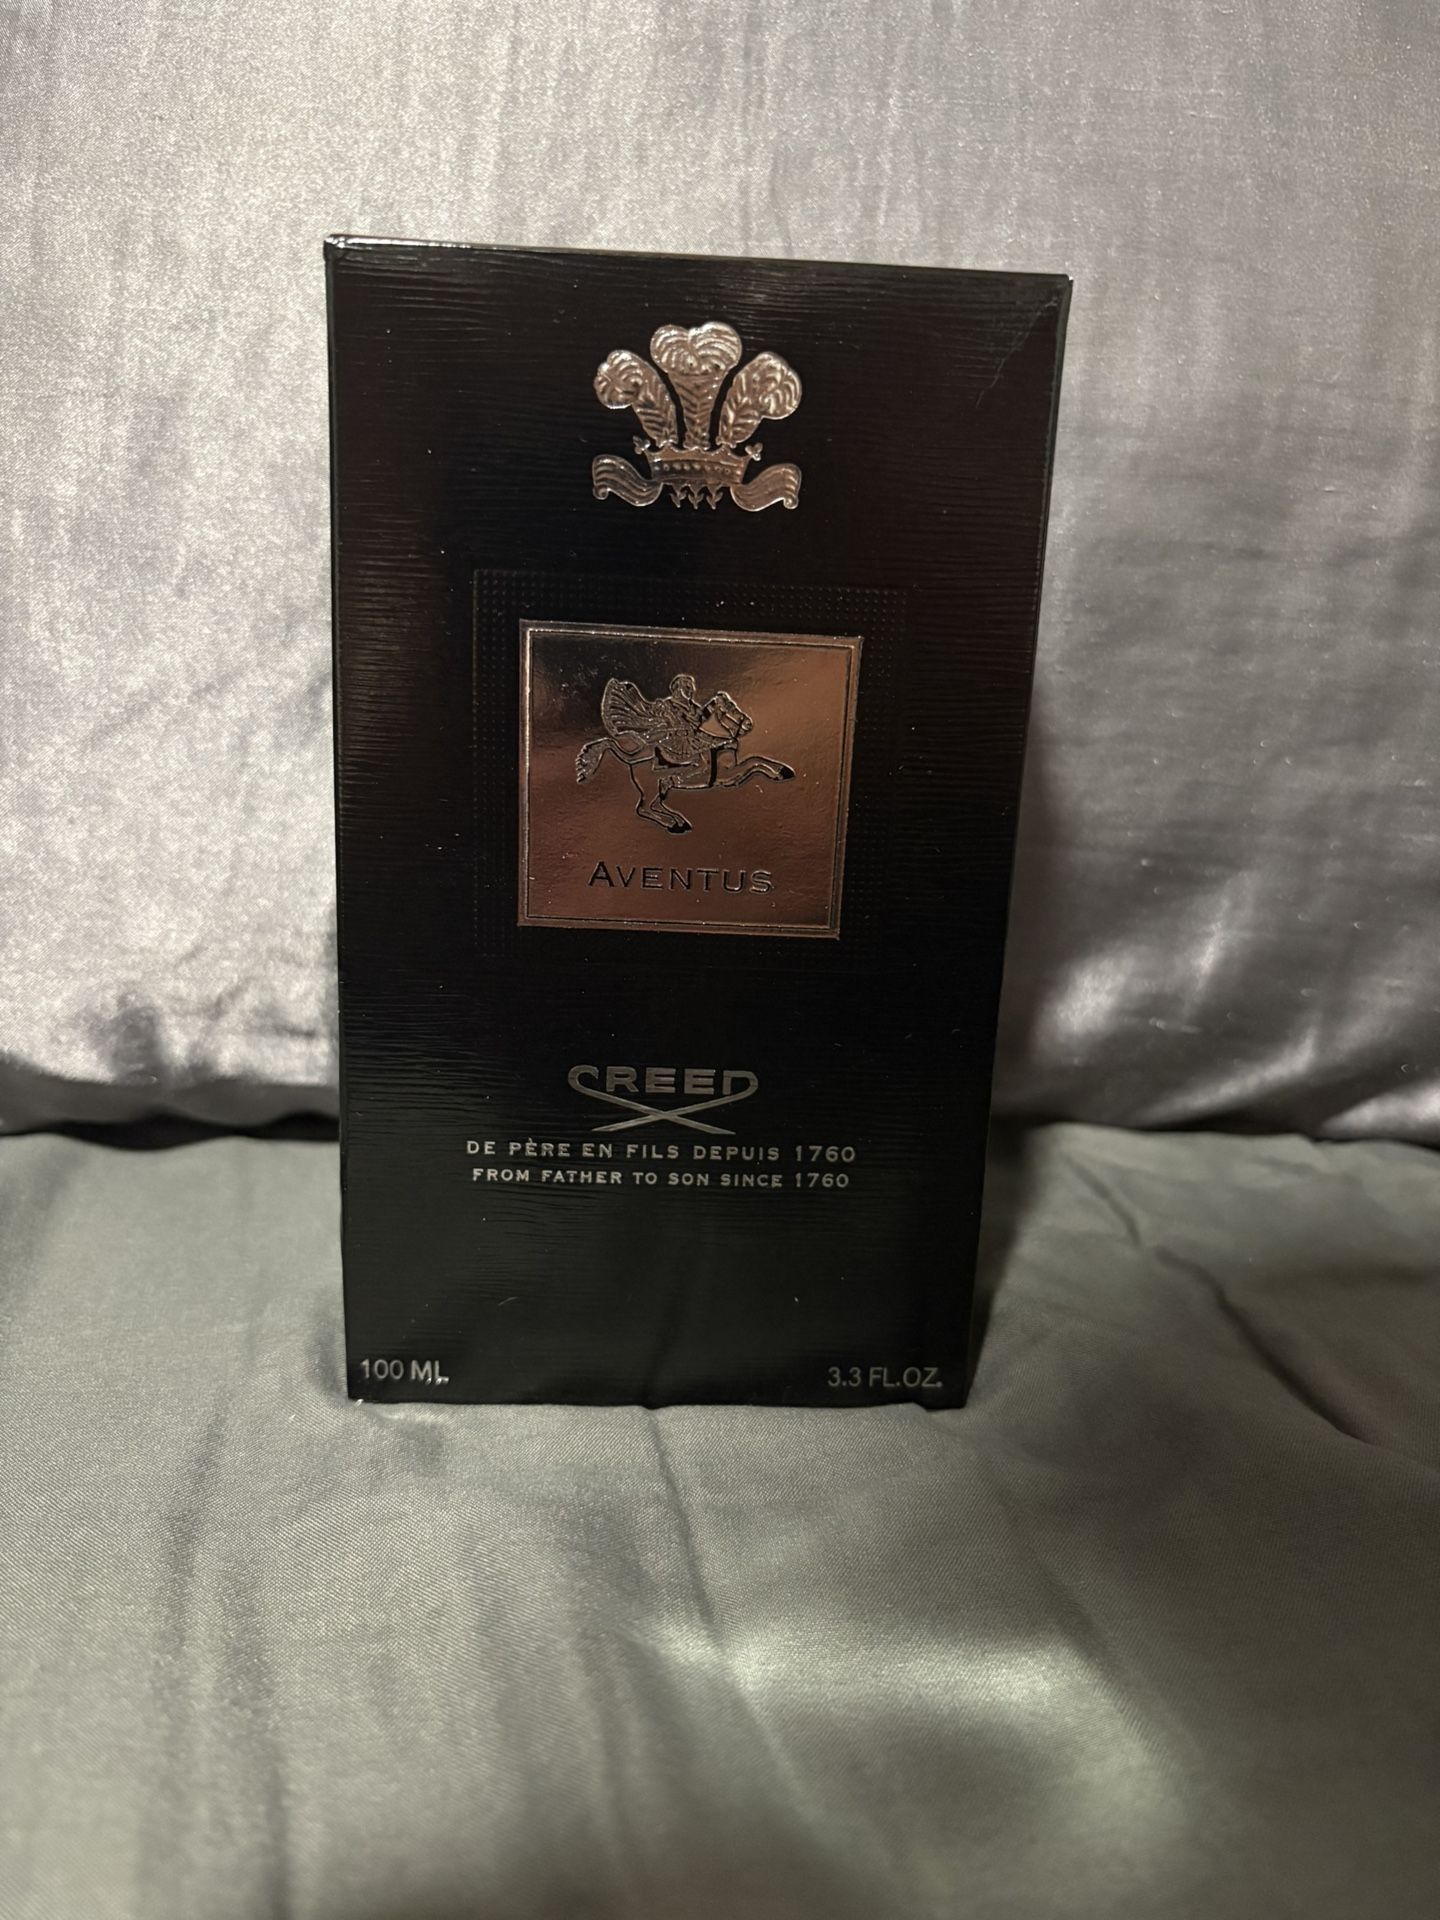 AVENTUS
CREED
DE PÈRE EN FILS DEPUIS 1760
FROM FATHER TO SON SINCE 1760
100 ML
3.3 FL.OZ.